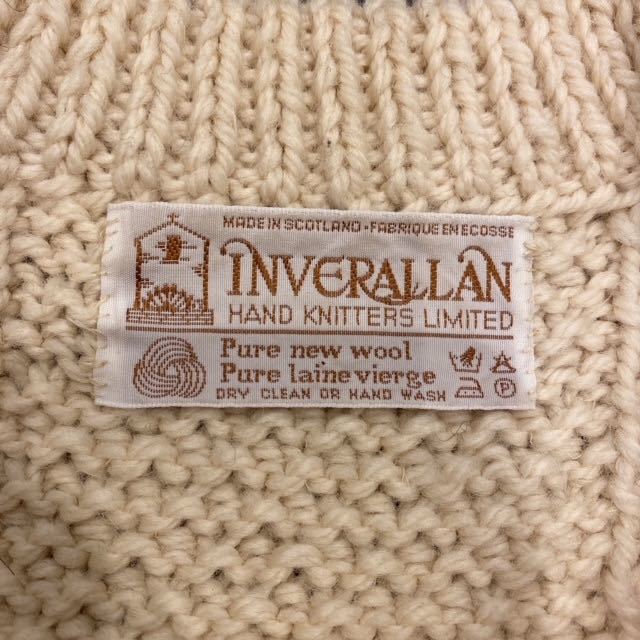 MADE IN SCOTLAND - FABRIQUE EN ECOSSE
INVERALLAN
HAND KNITTERS LIMITED
Pure new wool
Pure laïne vierge
DRY CLEAN OR HAND WASH
P